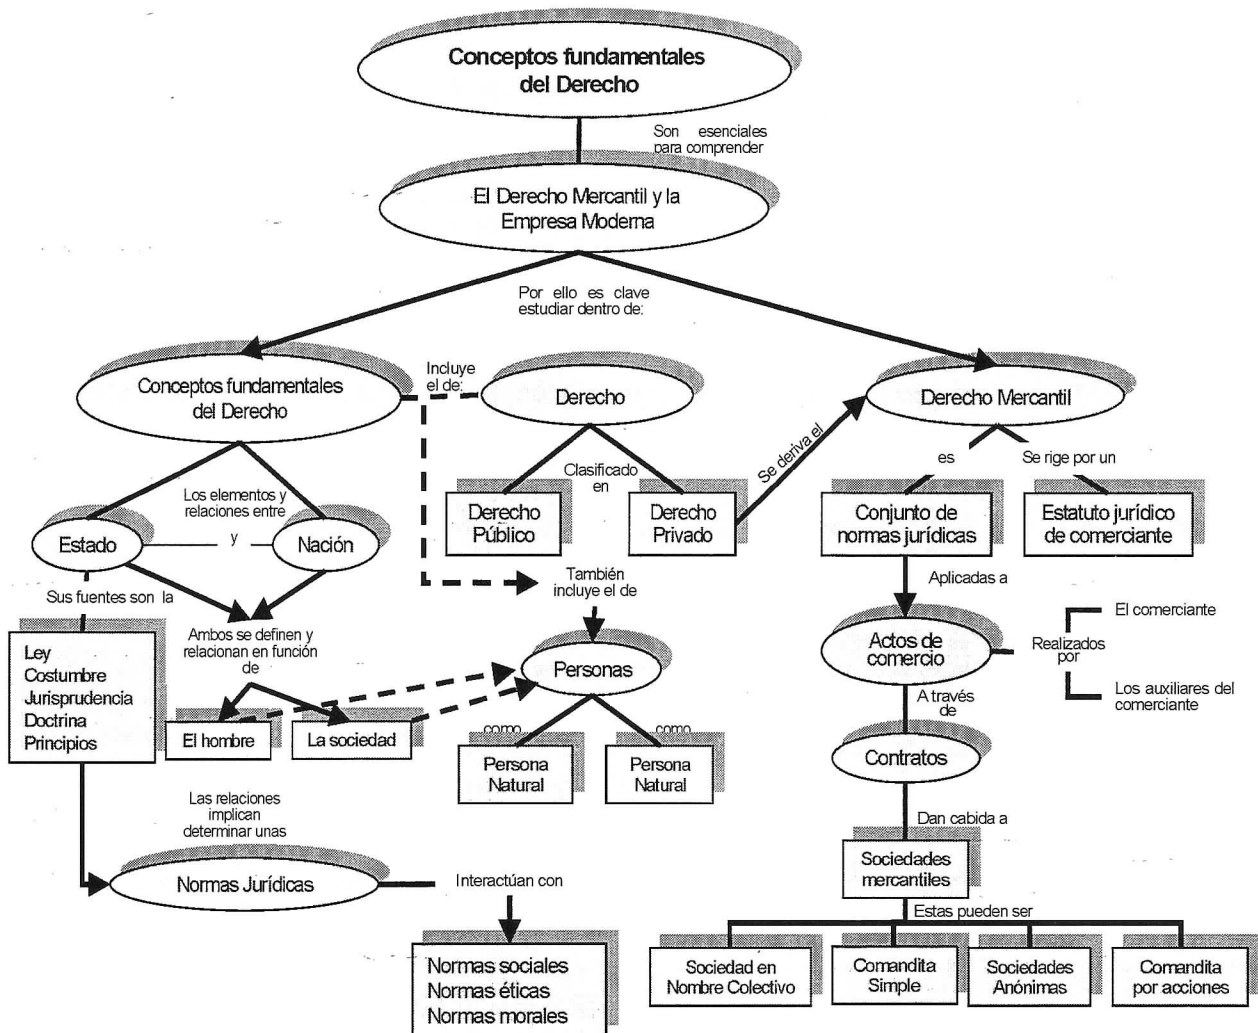 Conceptos fundamentales
del Derecho
Son esenciales
para comprender
El Derecho Mercantil y la
Empresa Moderna
Por ello es clave
estudiar dentro de:
Conceptos fundamentales
del Derecho
Incluye
el de:
Derecho
Derecho Mercantil
Los elementos y
relaciones entre
Estado
y
Nación
Clasificado
en
Derecho
Público
Derecho
Privado
Se deriva el
es
Se rige por un
Conjunto de
normas jurídicas
Estatuto jurídico
de comerciante
Sus fuentes son la
Ley
Costumbre
Jurisprudencia
Doctrina
Principios
Ambos se definen y
relacionan en función
de
El hombre
La sociedad
También
incluye el de
Personas
como
Persona
Natural
como
Persona
Natural
Aplicadas a
Actos de
comercio
Realizados
por
El comerciante
Los auxiliares del
comerciante
A través
de
Contratos
Dan cabida a
Sociedades
mercantiles
Estas pueden ser
Sociedad en
Nombre Colectivo
Comandita
Simple
Sociedades
Anónimas
Comandita
por acciones
Las relaciones
implican
determinar unas
Normas Jurídicas
Interactúan con
Normas sociales
Normas éticas
Normas morales